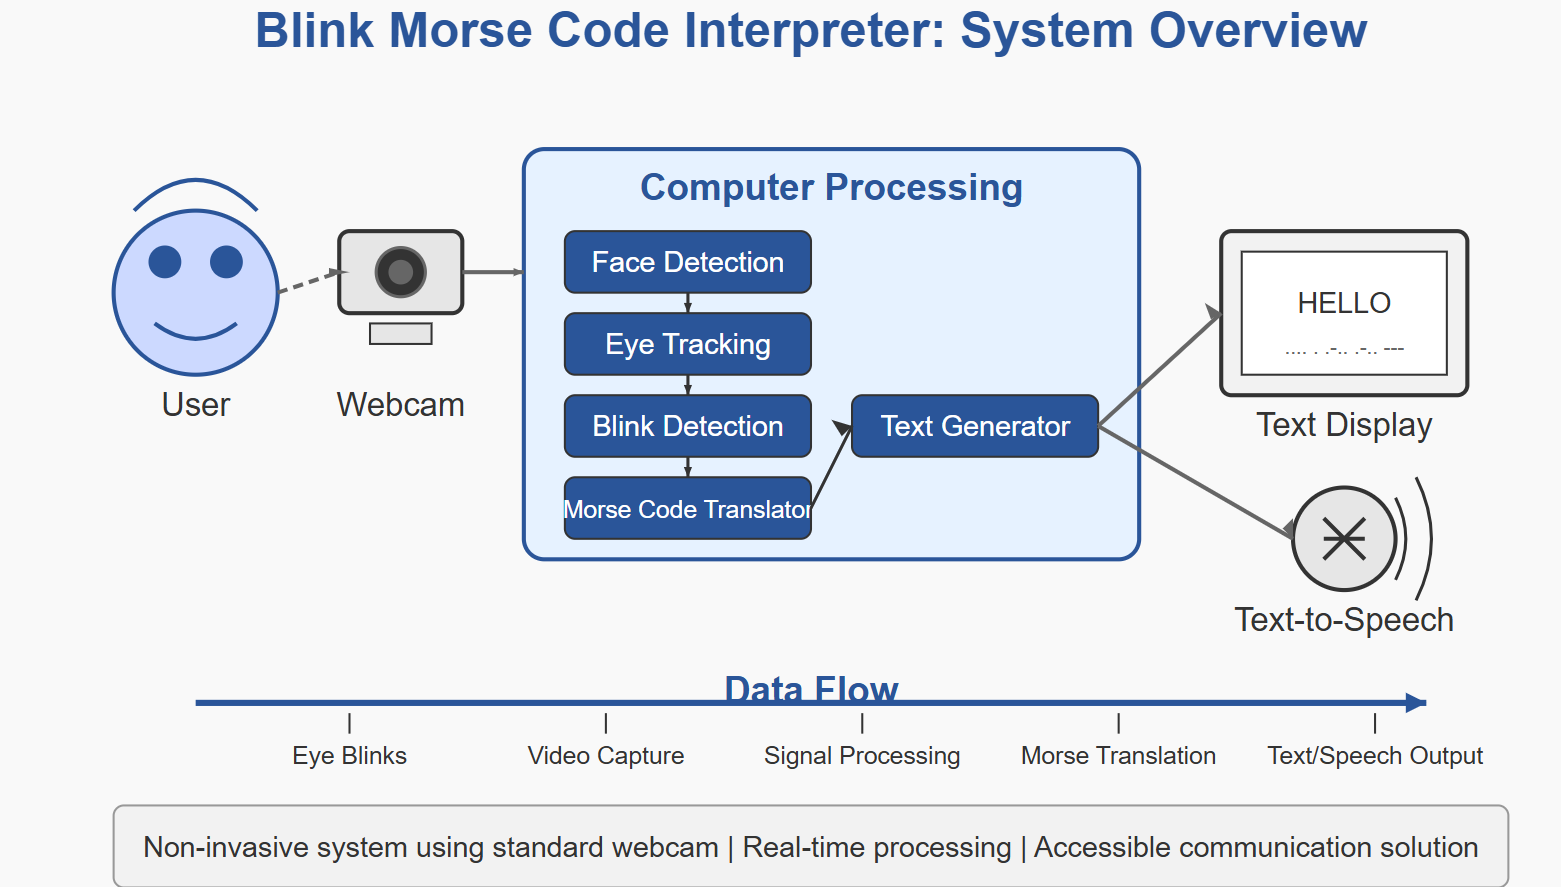 Blink Morse Code Interpreter: System Overview
Computer Processing
Face Detection
Eye Tracking
Blink Detection
Morse Code Translator
Text Generator
User
Webcam
HELLO
.... . .-.. .-.. ---
Text Display
Text-to-Speech
Data Flow
Eye Blinks
Video Capture
Signal Processing
Morse Translation
Text/Speech Output
Non-invasive system using standard webcam | Real-time processing | Accessible communication solution